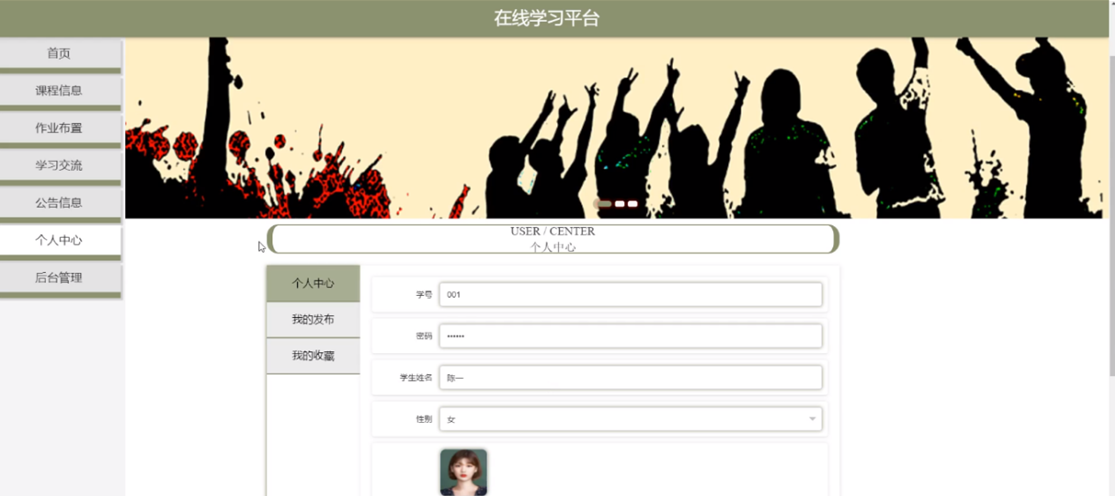 在线学习平台
首页
课程信息
作业布置
学习交流
公告信息
个人中心
后台管理
USER / CENTER
个人中心
个人中心
我的发布
我的收藏
学号 001
密码 ••••••
学生姓名 陈一
性别 女